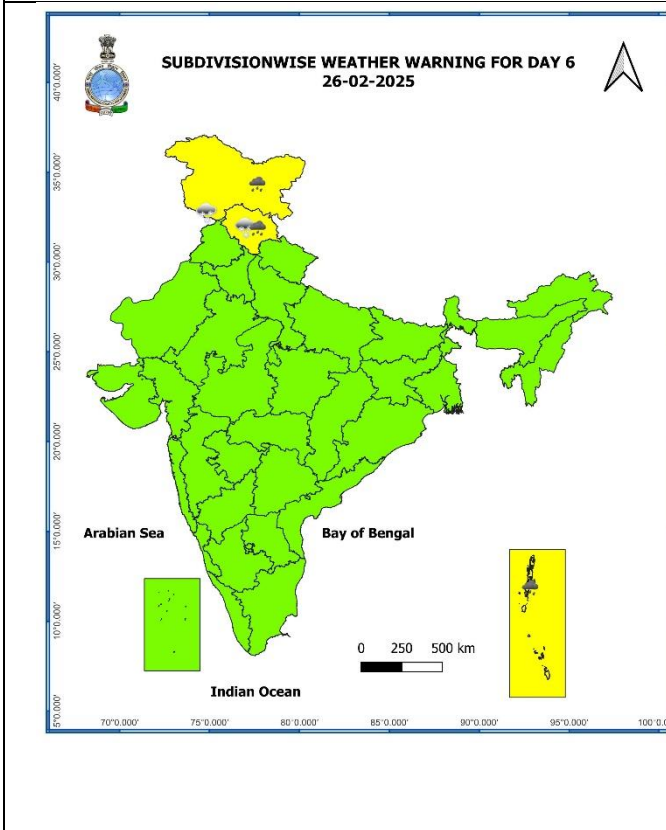 SUBDIVISIONWISE WEATHER WARNING FOR DAY 6
26-02-2025
40°0.000'
35°0.000'
30°0.000'
25°0.000'
20°0.000'
15°0.000'
10°0.000'
5°0.000'
Arabian Sea
Bay of Bengal
0 250 500 km
Indian Ocean
70°0.000' 75°0.000' 80°0.000' 85°0.000' 90°0.000' 95°0.000' 100°0.0